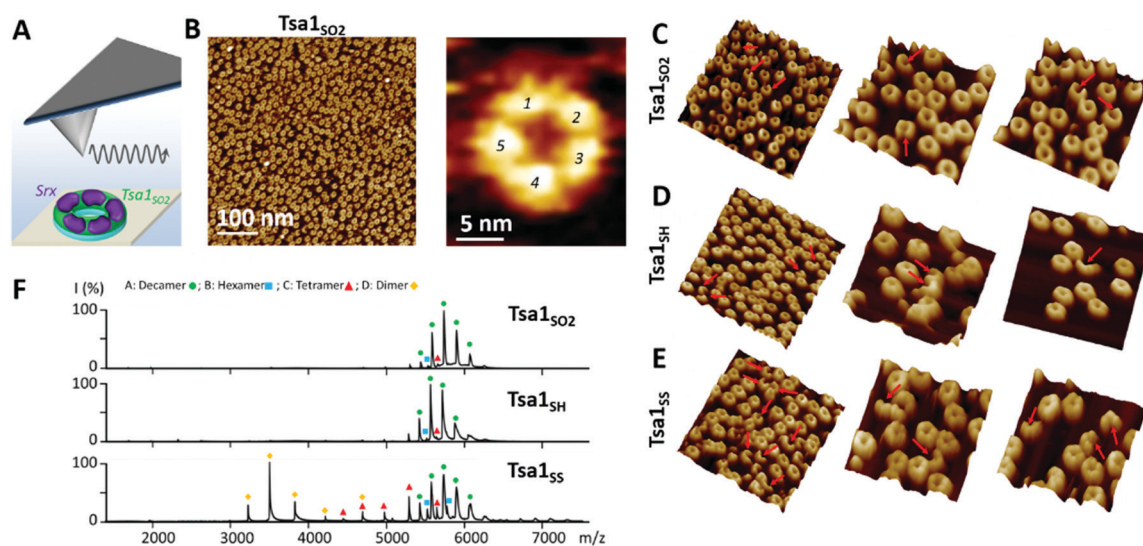 A
Srx
Tsa1SO2
B
Tsa1SO2
100 nm
1
2
3
4
5
5 nm
C
Tsa1SO2
D
Tsa1SH
E
Tsa1SS
F
I (%)
A: Decamer ; B: Hexamer ; C: Tetramer ; D: Dimer
100
0
Tsa1SO2
100
0
Tsa1SH
100
0
Tsa1SS
2000 3000 4000 5000 6000 7000 m/z